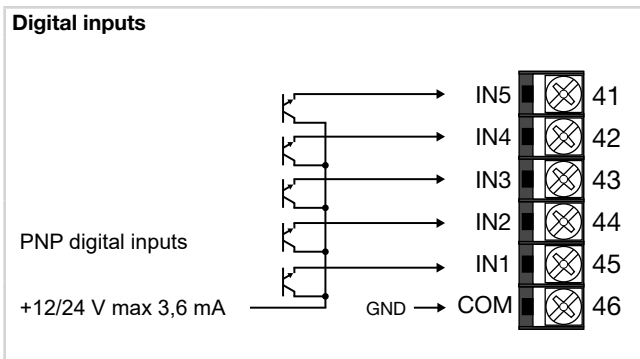 Digital inputs
IN5 41
IN4 42
IN3 43
IN2 44
PNP digital inputs
IN1 45
+12/24 V max 3,6 mA GND COM 46